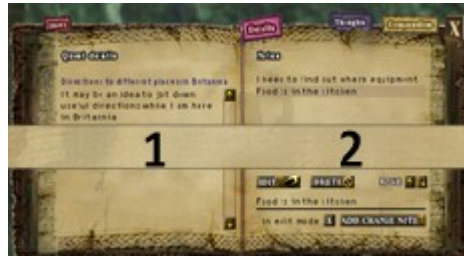 Details
Thoughts
Quest details
Directions to different places in Britannia
It may be an idea to jot down
useful directions while I am here
in Britannia
1
Notes
I need to find out where equipment
Food is in the kitchen
2
EDIT
DELETE
Food is in the kitchen
In edit mode
ADD CHANGE NOTE
X